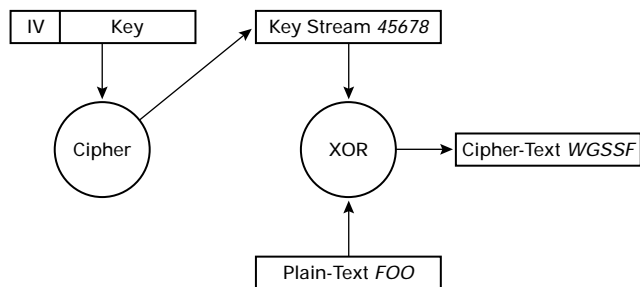 IV Key
Key Stream 45678
Cipher
XOR
Cipher-Text WGSSF
Plain-Text FOO